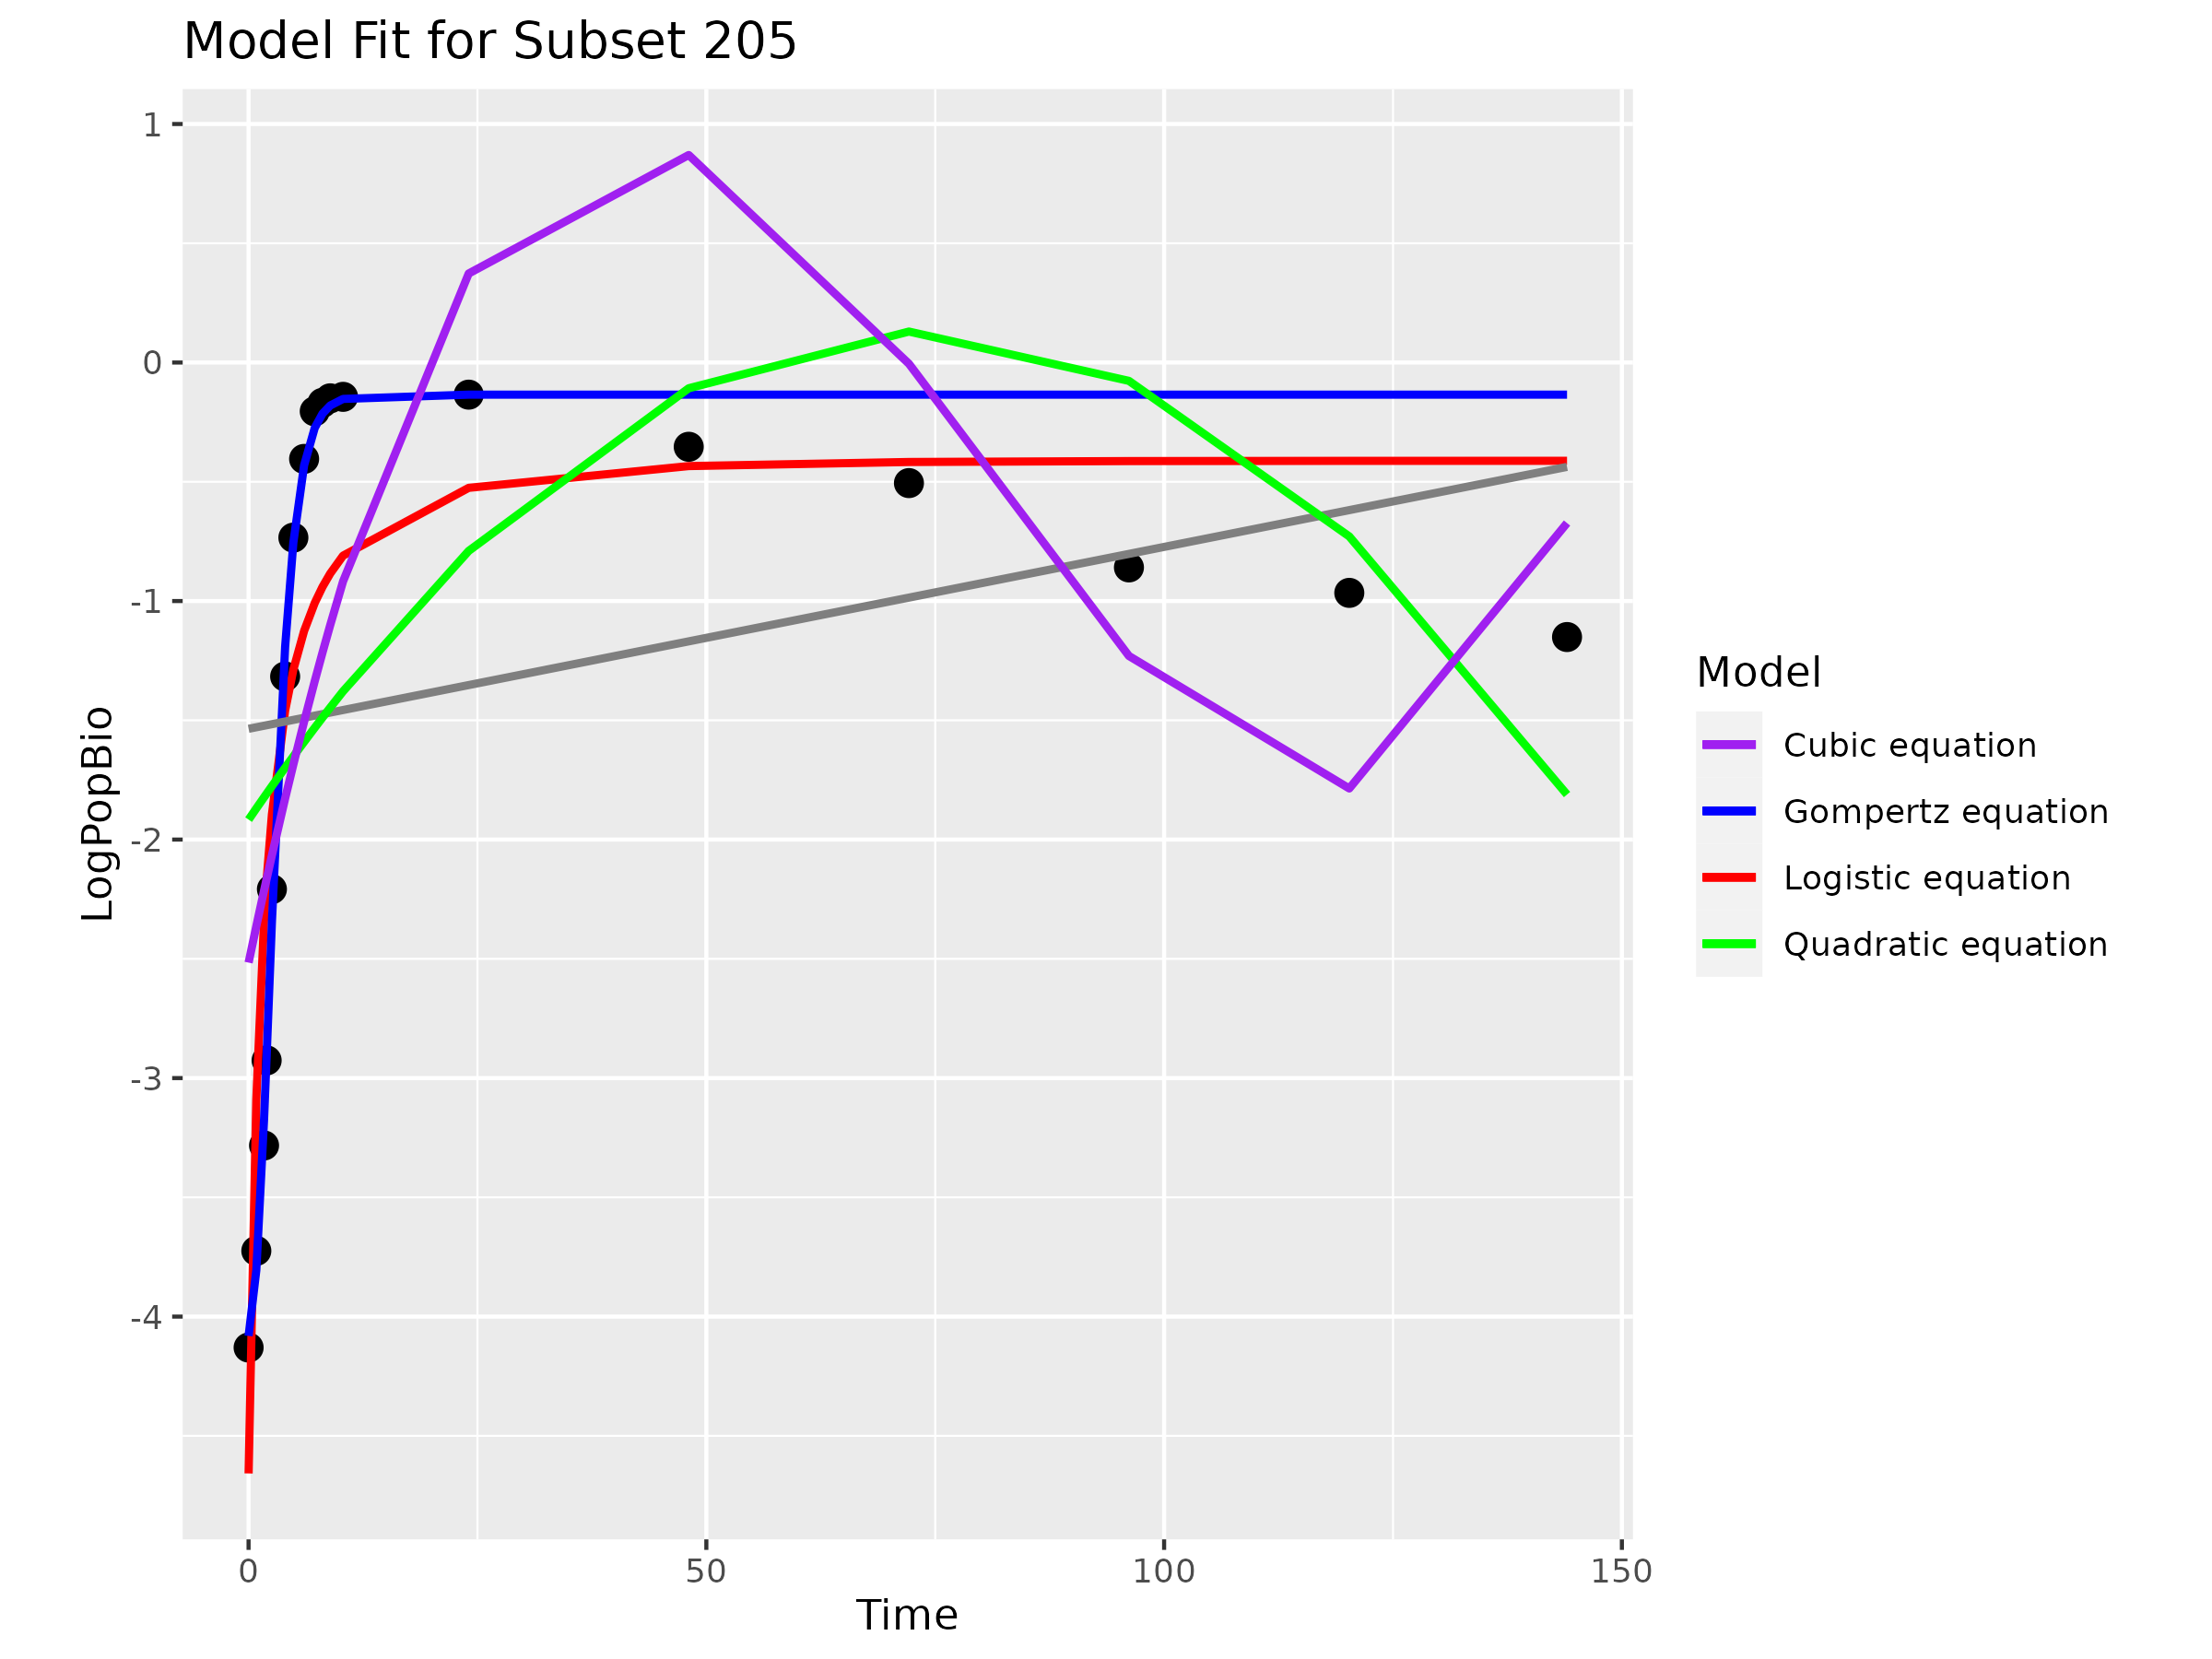 Model Fit for Subset 205
1
0
-1
-2
-3
-4
LogPopBio
0 50 100 150
Time
Model
Cubic equation
Gompertz equation
Logistic equation
Quadratic equation